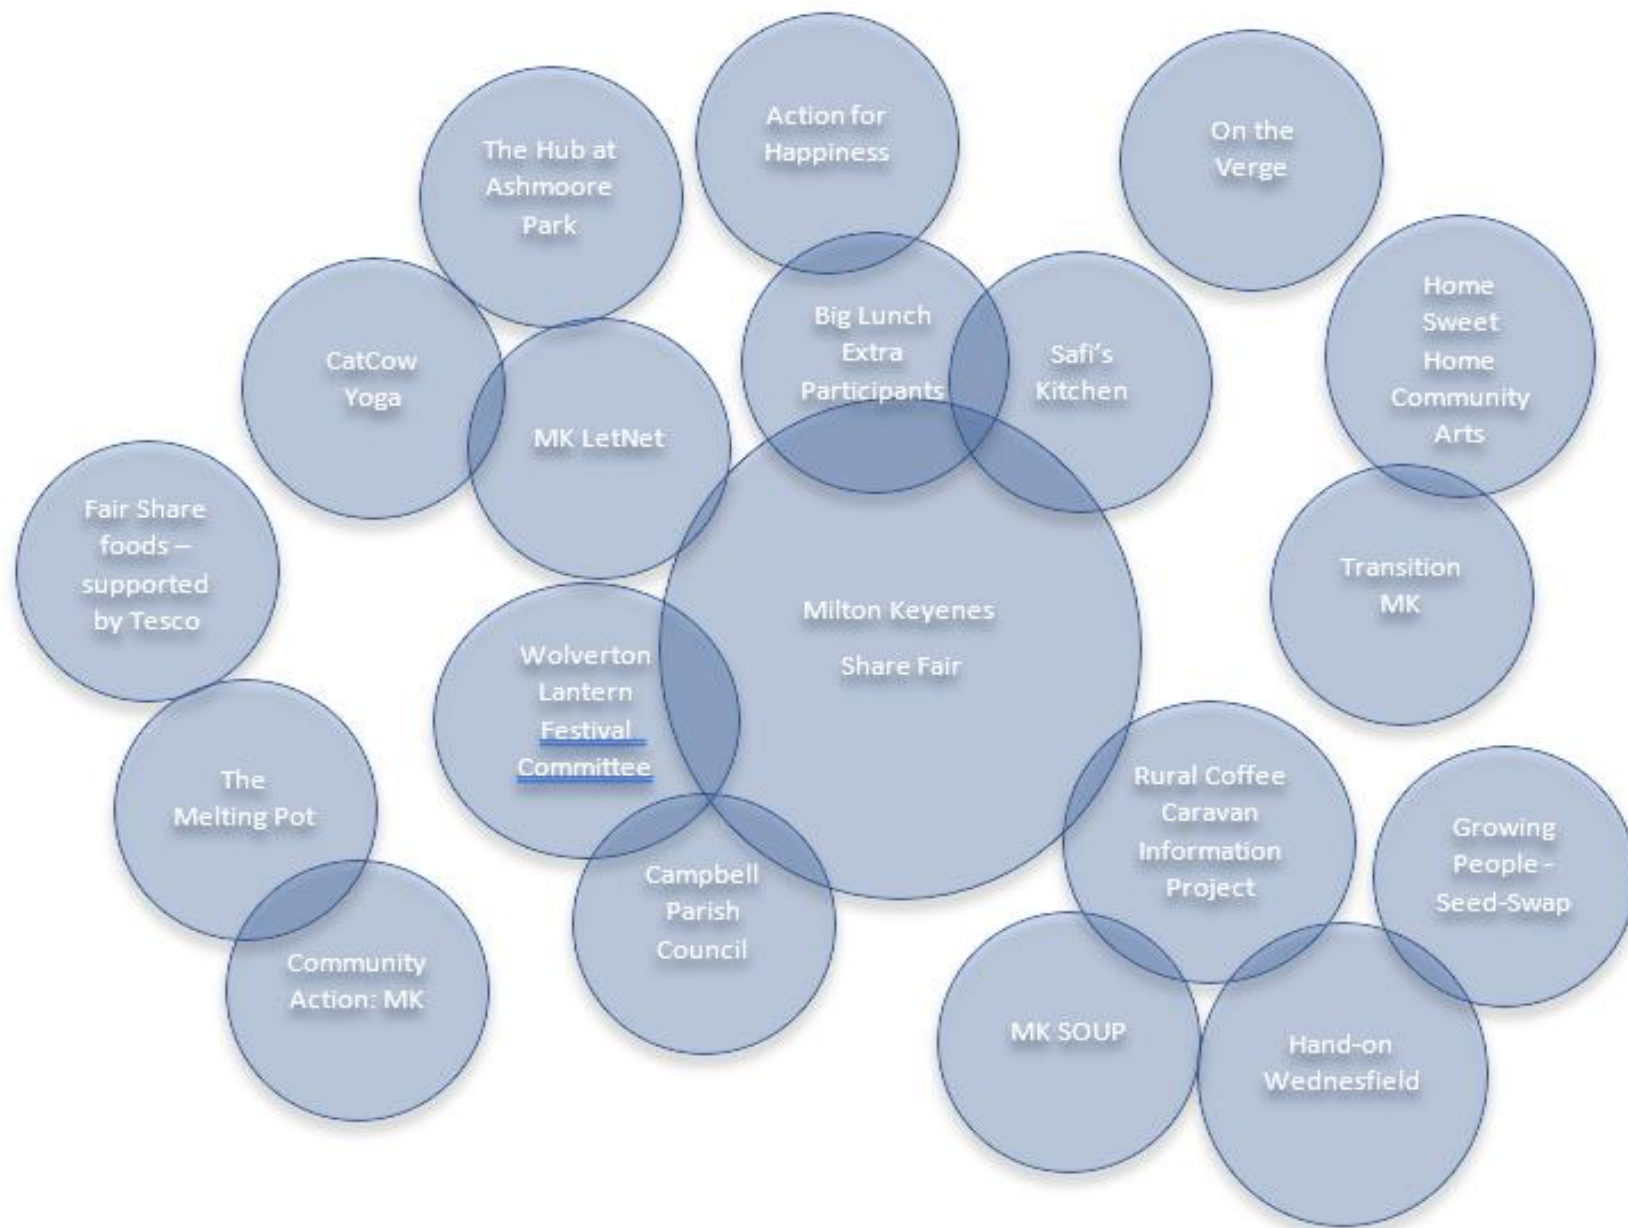 Action for
Happiness
On the
Verge
The Hub at
Ashmoore
Park
Home
Sweet
Home
Community
Arts
Big Lunch
Extra
Participants
Safi's
Kitchen
CatCow
Yoga
MK LetNet
Fair Share
foods –
supported
by Tesco
Transition
MK
Milton Keyenes
Share Fair
Wolverton
Lantern
Festival
Committee
The
Melting Pot
Rural Coffee
Caravan
Information
Project
Growing
People -
Seed-Swap
Campbell
Parish
Council
Community
Action: MK
MK SOUP
Hand-on
Wednesfield